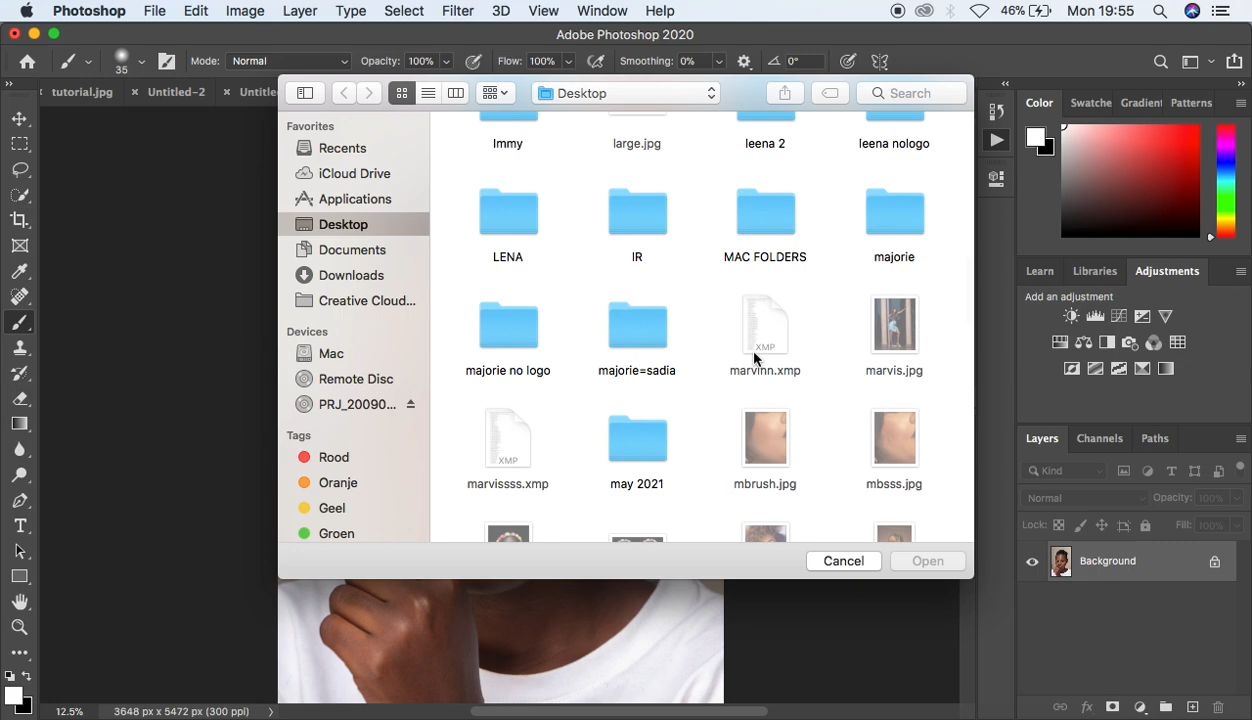 Photoshop File Edit Image Layer Type Select Filter 3D View Window Help 46% Mon 19:55
Adobe Photoshop 2020
35 Mode: Normal Opacity: 100% Flow: 100% Smoothing: 0% 0°
tutorial.jpg × Untitled-2 × Untitle
Desktop
Search
Favorites
Recents
iCloud Drive
Applications
Desktop
Documents
Downloads
Creative Cloud...
Devices
Mac
Remote Disc
PRJ_20090...
Tags
Rood
Oranje
Geel
Groen
Immy large.jpg leena 2 leena nologo
LENA IR MAC FOLDERS majorie
XMP
majorie no logo majorie=sadia marvinn.xmp marvis.jpg
XMP
marvissss.xmp may 2021 mbrush.jpg mbsss.jpg
Cancel Open
Color Swatche Gradient Patterns
Learn Libraries Adjustments
Add an adjustment
Layers Channels Paths
Kind
Normal Opacity: 100%
Lock: Fill: 100%
Background
12.5% 3648 px x 5472 px (300 ppi)